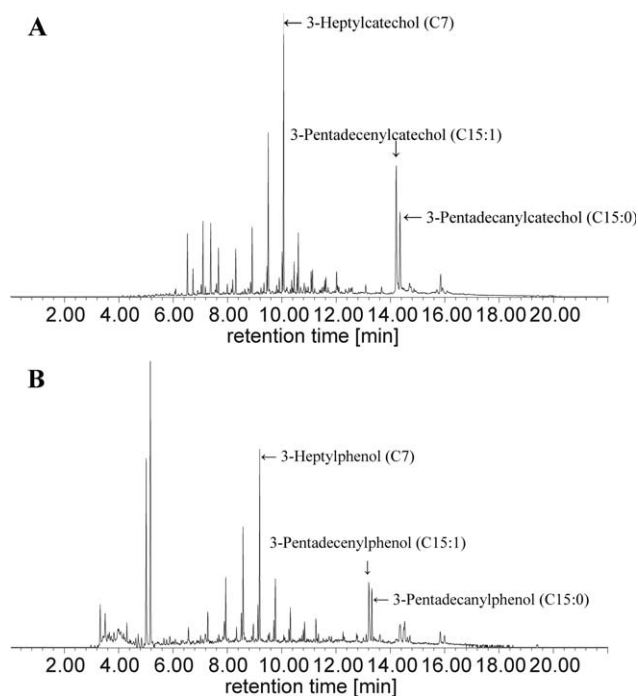 A
← 3-Heptylcatechol (C7)
3-Pentadecenylcatechol (C15:1)
↓
← 3-Pentadecanylcatechol (C15:0)
2.00 4.00 6.00 8.00 10.00 12.00 14.00 16.00 18.00 20.00
retention time [min]
B
← 3-Heptylphenol (C7)
3-Pentadecenylphenol (C15:1)
↓
← 3-Pentadecanylphenol (C15:0)
2.00 4.00 6.00 8.00 10.00 12.00 14.00 16.00 18.00 20.00
retention time [min]